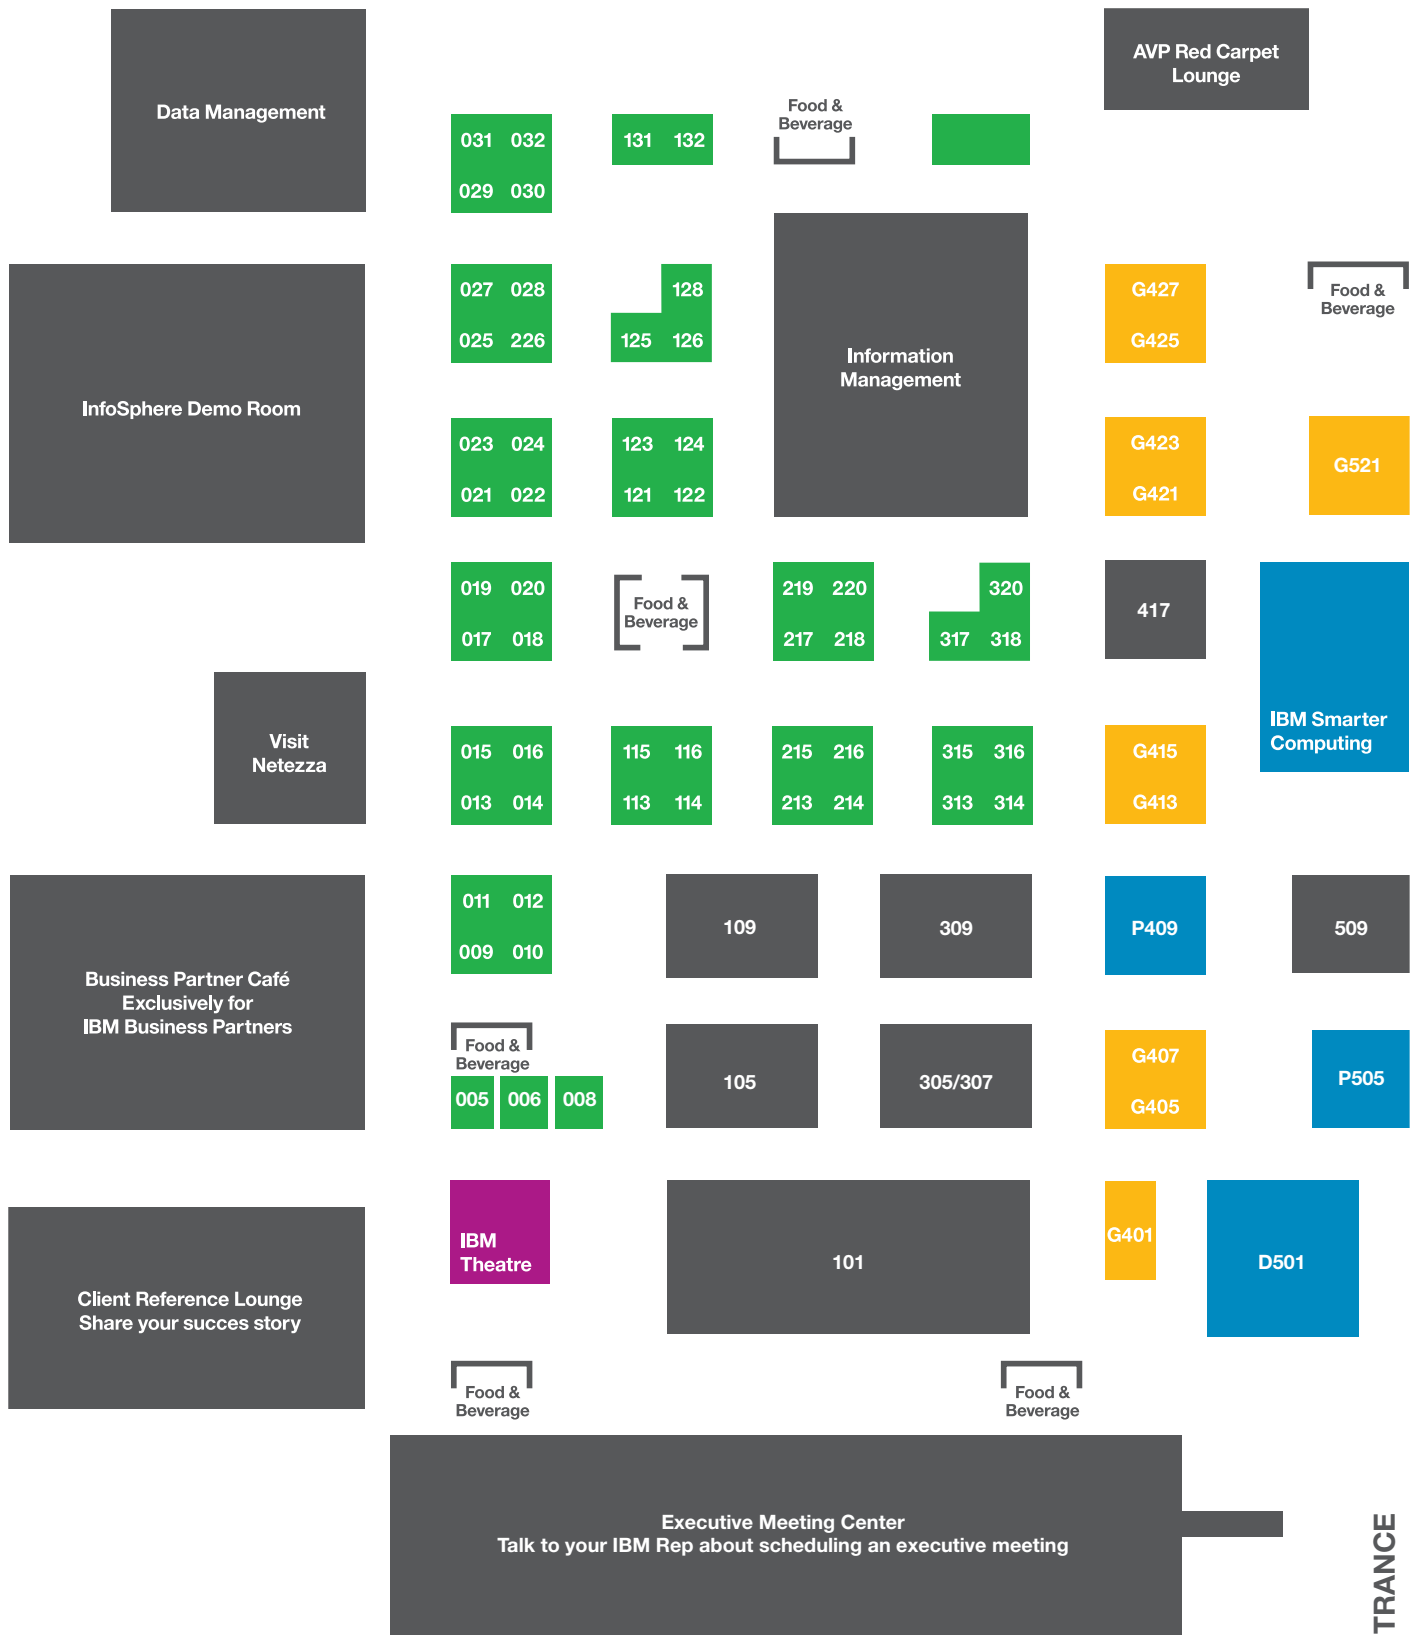 AVP Red Carpet
Lounge
Data Management
Food &
Beverage
031 032
131 132
029 030
027 028
128
G427
Food &
Beverage
025 226
125 126
G425
Information
Management
InfoSphere Demo Room
023 024
123 124
G423
G521
021 022
121 122
G421
019 020
Food &
Beverage
219 220
320
417
017 018
217 218
317 318
IBM Smarter
Computing
Visit
Netezza
015 016
115 116
215 216
315 316
G415
013 014
113 114
213 214
313 314
G413
011 012
109
309
P409
509
009 010
Business Partner Café
Exclusively for
IBM Business Partners
Food &
Beverage
G407
105
305/307
P505
005 006 008
G405
IBM
Theatre
101
G401
D501
Client Reference Lounge
Share your succes story
Food &
Beverage
Food &
Beverage
Executive Meeting Center
Talk to your IBM Rep about scheduling an executive meeting
TRANCE